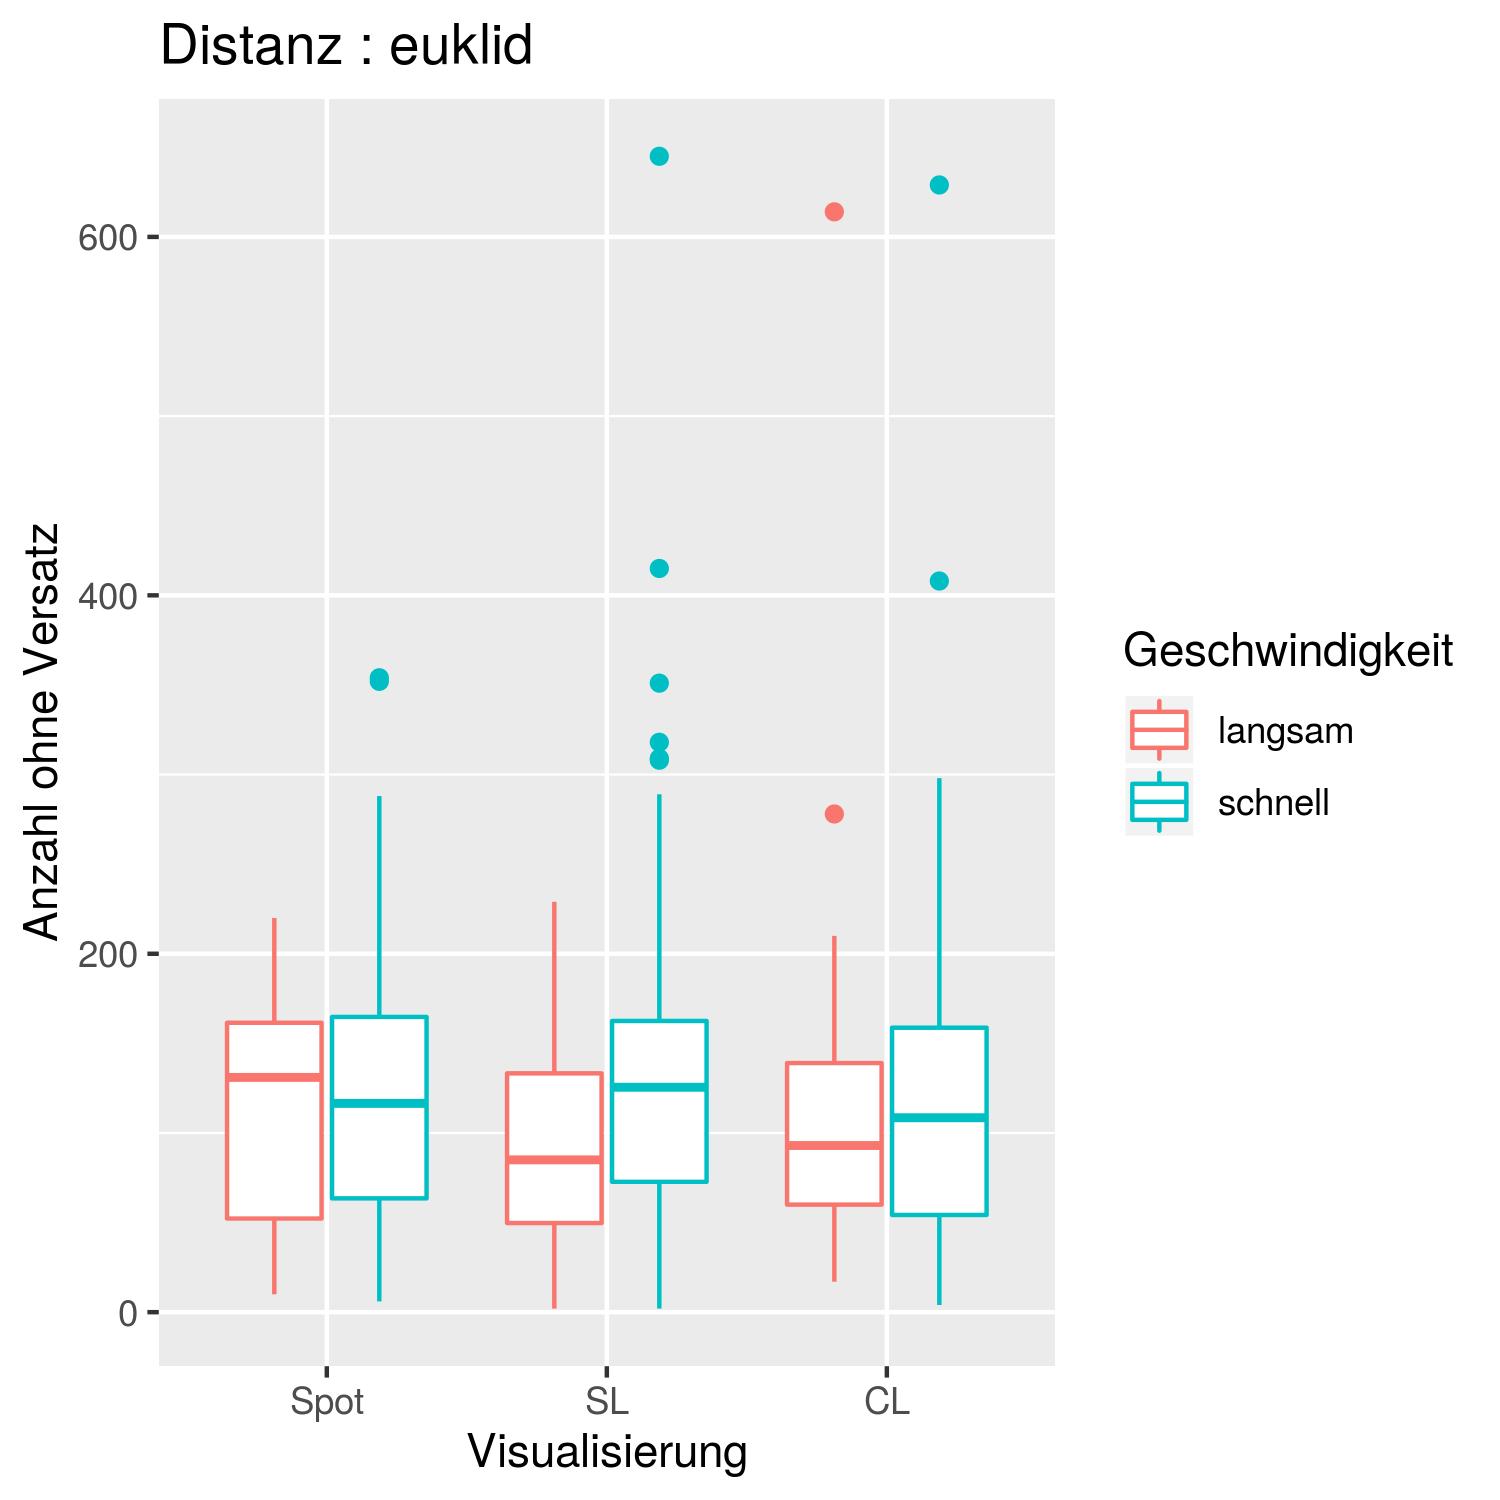 Distanz : euklid
Anzahl ohne Versatz
600
400
200
0
Spot
SL
CL
Visualisierung
Geschwindigkeit
langsam
schnell